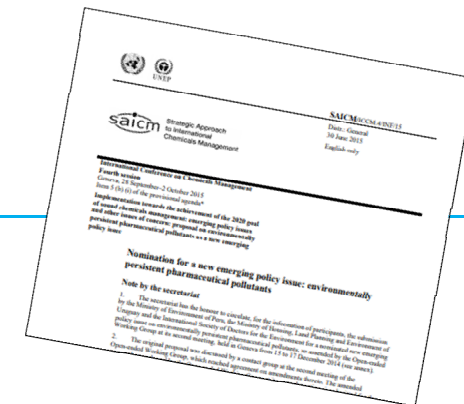 UNEP
SAICM/ICCM.4/INF/15
Distr.: General
30 June 2015
English only
saicm
Strategic Approach
to International
Chemicals Management
International Conference on Chemicals Management
Fourth session
Geneva, 28 September–2 October 2015
Item 5 (b) (i) of the provisional agenda*
Implementation towards the achievement of the 2020 goal
of sound chemicals management: emerging policy issues
and other issues of concern: proposal on environmentally
persistent pharmaceutical pollutants as a new emerging
policy issue
Nomination for a new emerging policy issue: environmentally
persistent pharmaceutical pollutants
Note by the secretariat
1. The secretariat has the honour to circulate, for the information of participants, the submission
by the Ministry of Environment of Peru, the Ministry of Housing, Land Planning and Environment of
Uruguay and the International Society of Doctors for the Environment for a nominated new emerging
policy issue on environmentally persistent pharmaceutical pollutants, as amended by the Open-ended
Working Group at its second meeting, held in Geneva from 15 to 17 December 2014 (see annex).
2. The original proposal was discussed by a contact group at the second meeting of the
Open-ended Working Group, which reached agreement on amendments thereto. The amended